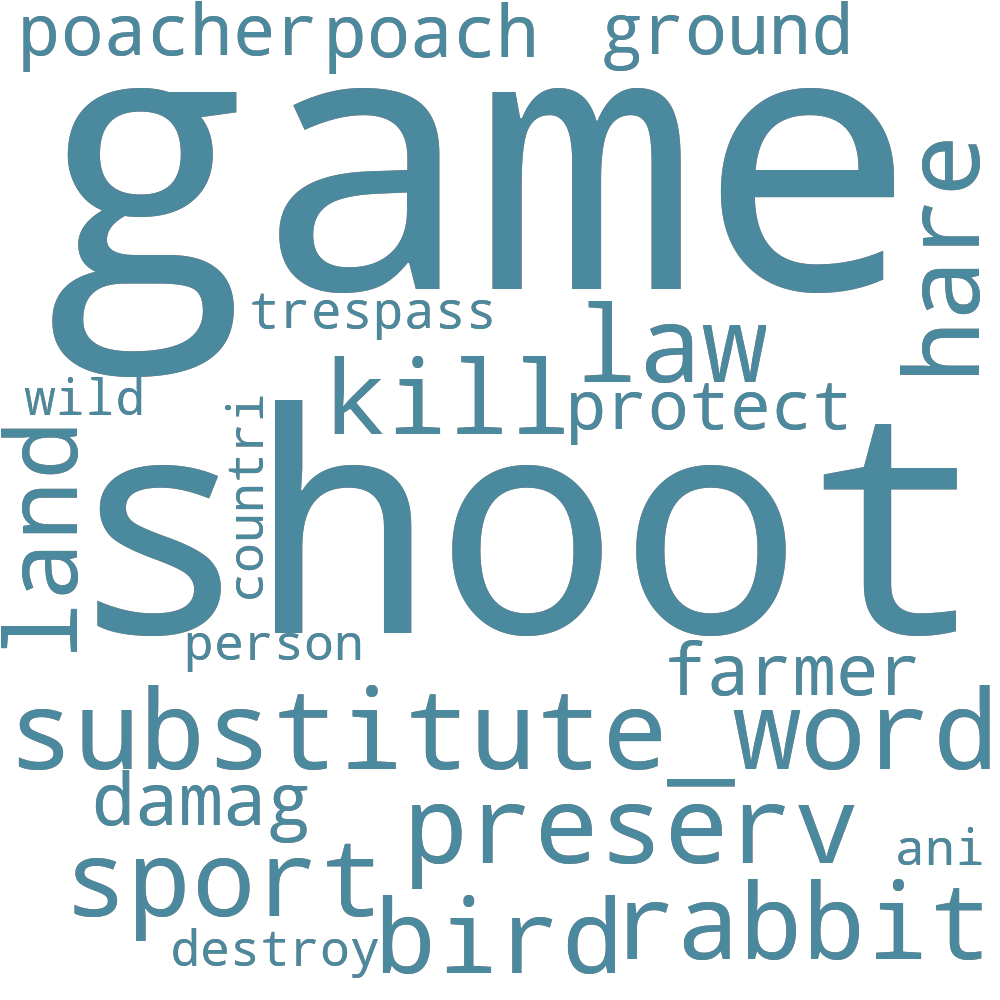 poacher poach ground
game
hare
trespass
law
wild
kill
protect
land
countri
shoot
person
farmer
substitute_word
damag
preserv
ani
sport
bird
rabbit
destroy